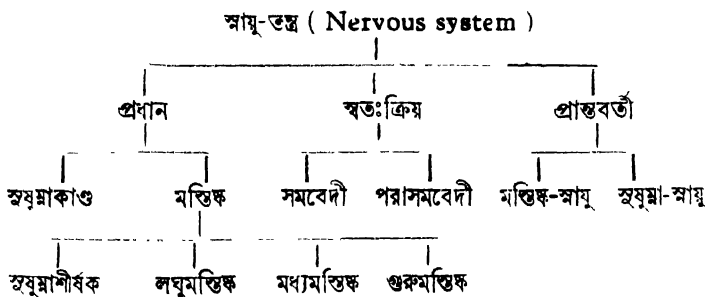 স্নায়ু-তন্ত্র ( Nervous system )
প্রধান স্বতঃক্রিয় প্রান্তবর্তী
সুষুম্নাকাণ্ড মস্তিষ্ক সমবেদী পরাসমবেদী মস্তিষ্ক-স্নায়ু সুষুম্না-স্নায়ু
সুষুম্নাশীর্ষক লঘুমস্তিষ্ক মধ্যমস্তিষ্ক গুরুমস্তিষ্ক